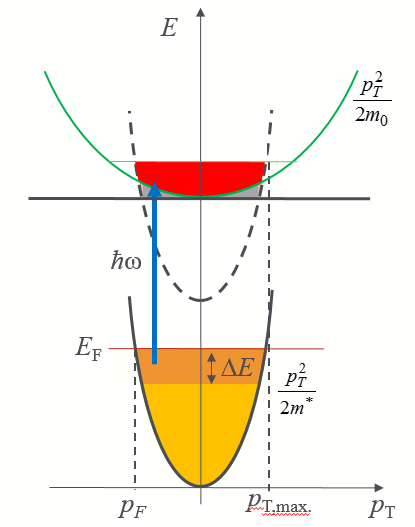 E
p_T^2/2m_0
ħω
E_F
ΔE
p_T^2/2m^*
p_F
p_T,max.
p_T